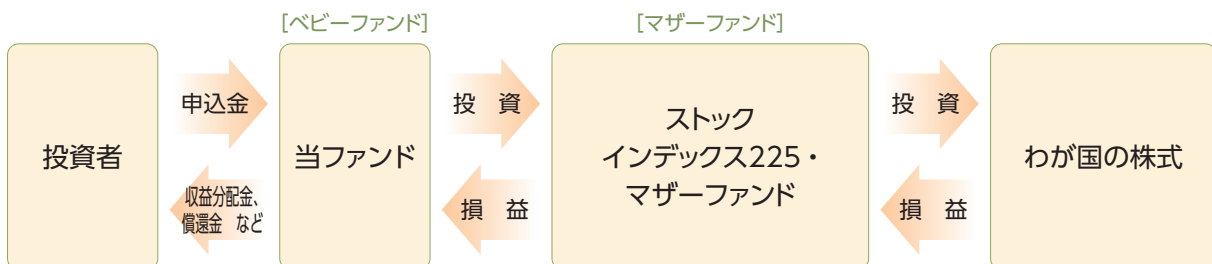 [ベビーファンド]
[マザーファンド]
投資者
申込金
収益分配金、
償還金 など
当ファンド
投 資
損 益
ストック
インデックス225・
マザーファンド
投 資
損 益
わが国の株式